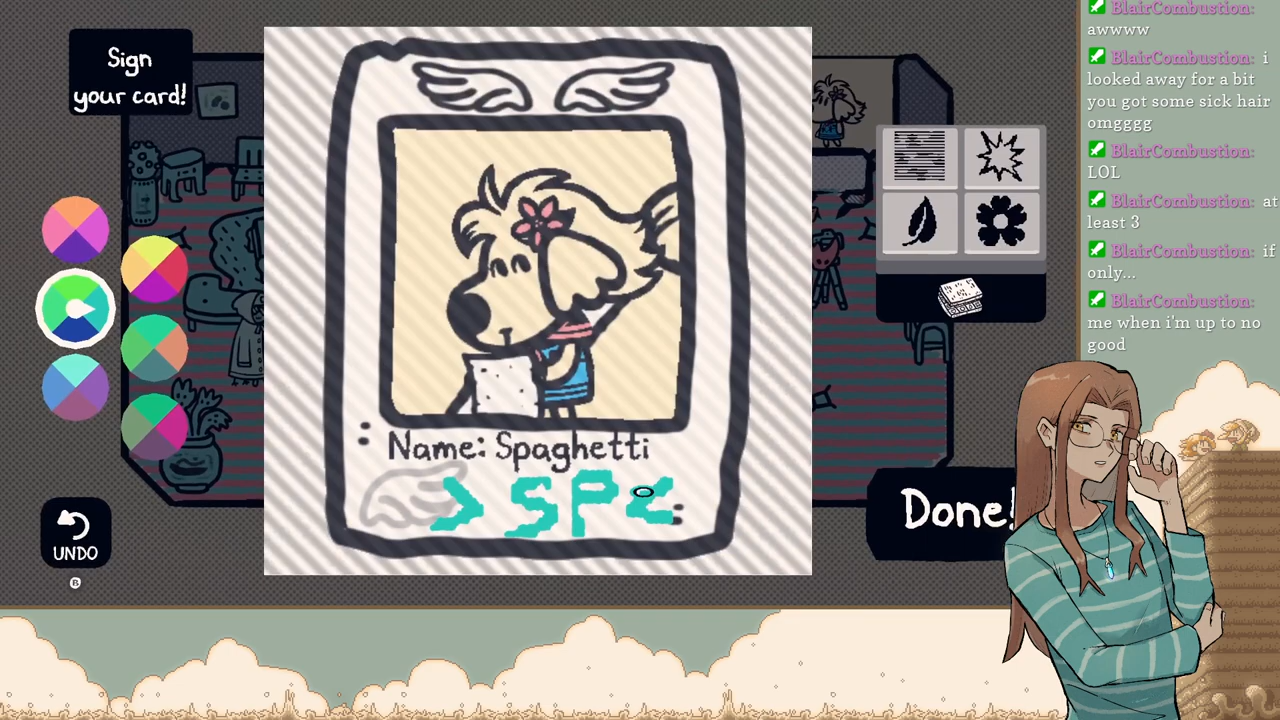 Sign
your card!
Name: Spaghetti
> SP<
UNDO
R
Done!
BlairCombustion:
awwww
BlairCombustion: i
looked away for a bit
you got some sick hair
omgggg
BlairCombustion:
LOL
BlairCombustion: at
least 3
BlairCombustion: if
only...
BlairCombustion:
me when i'm up to no
good